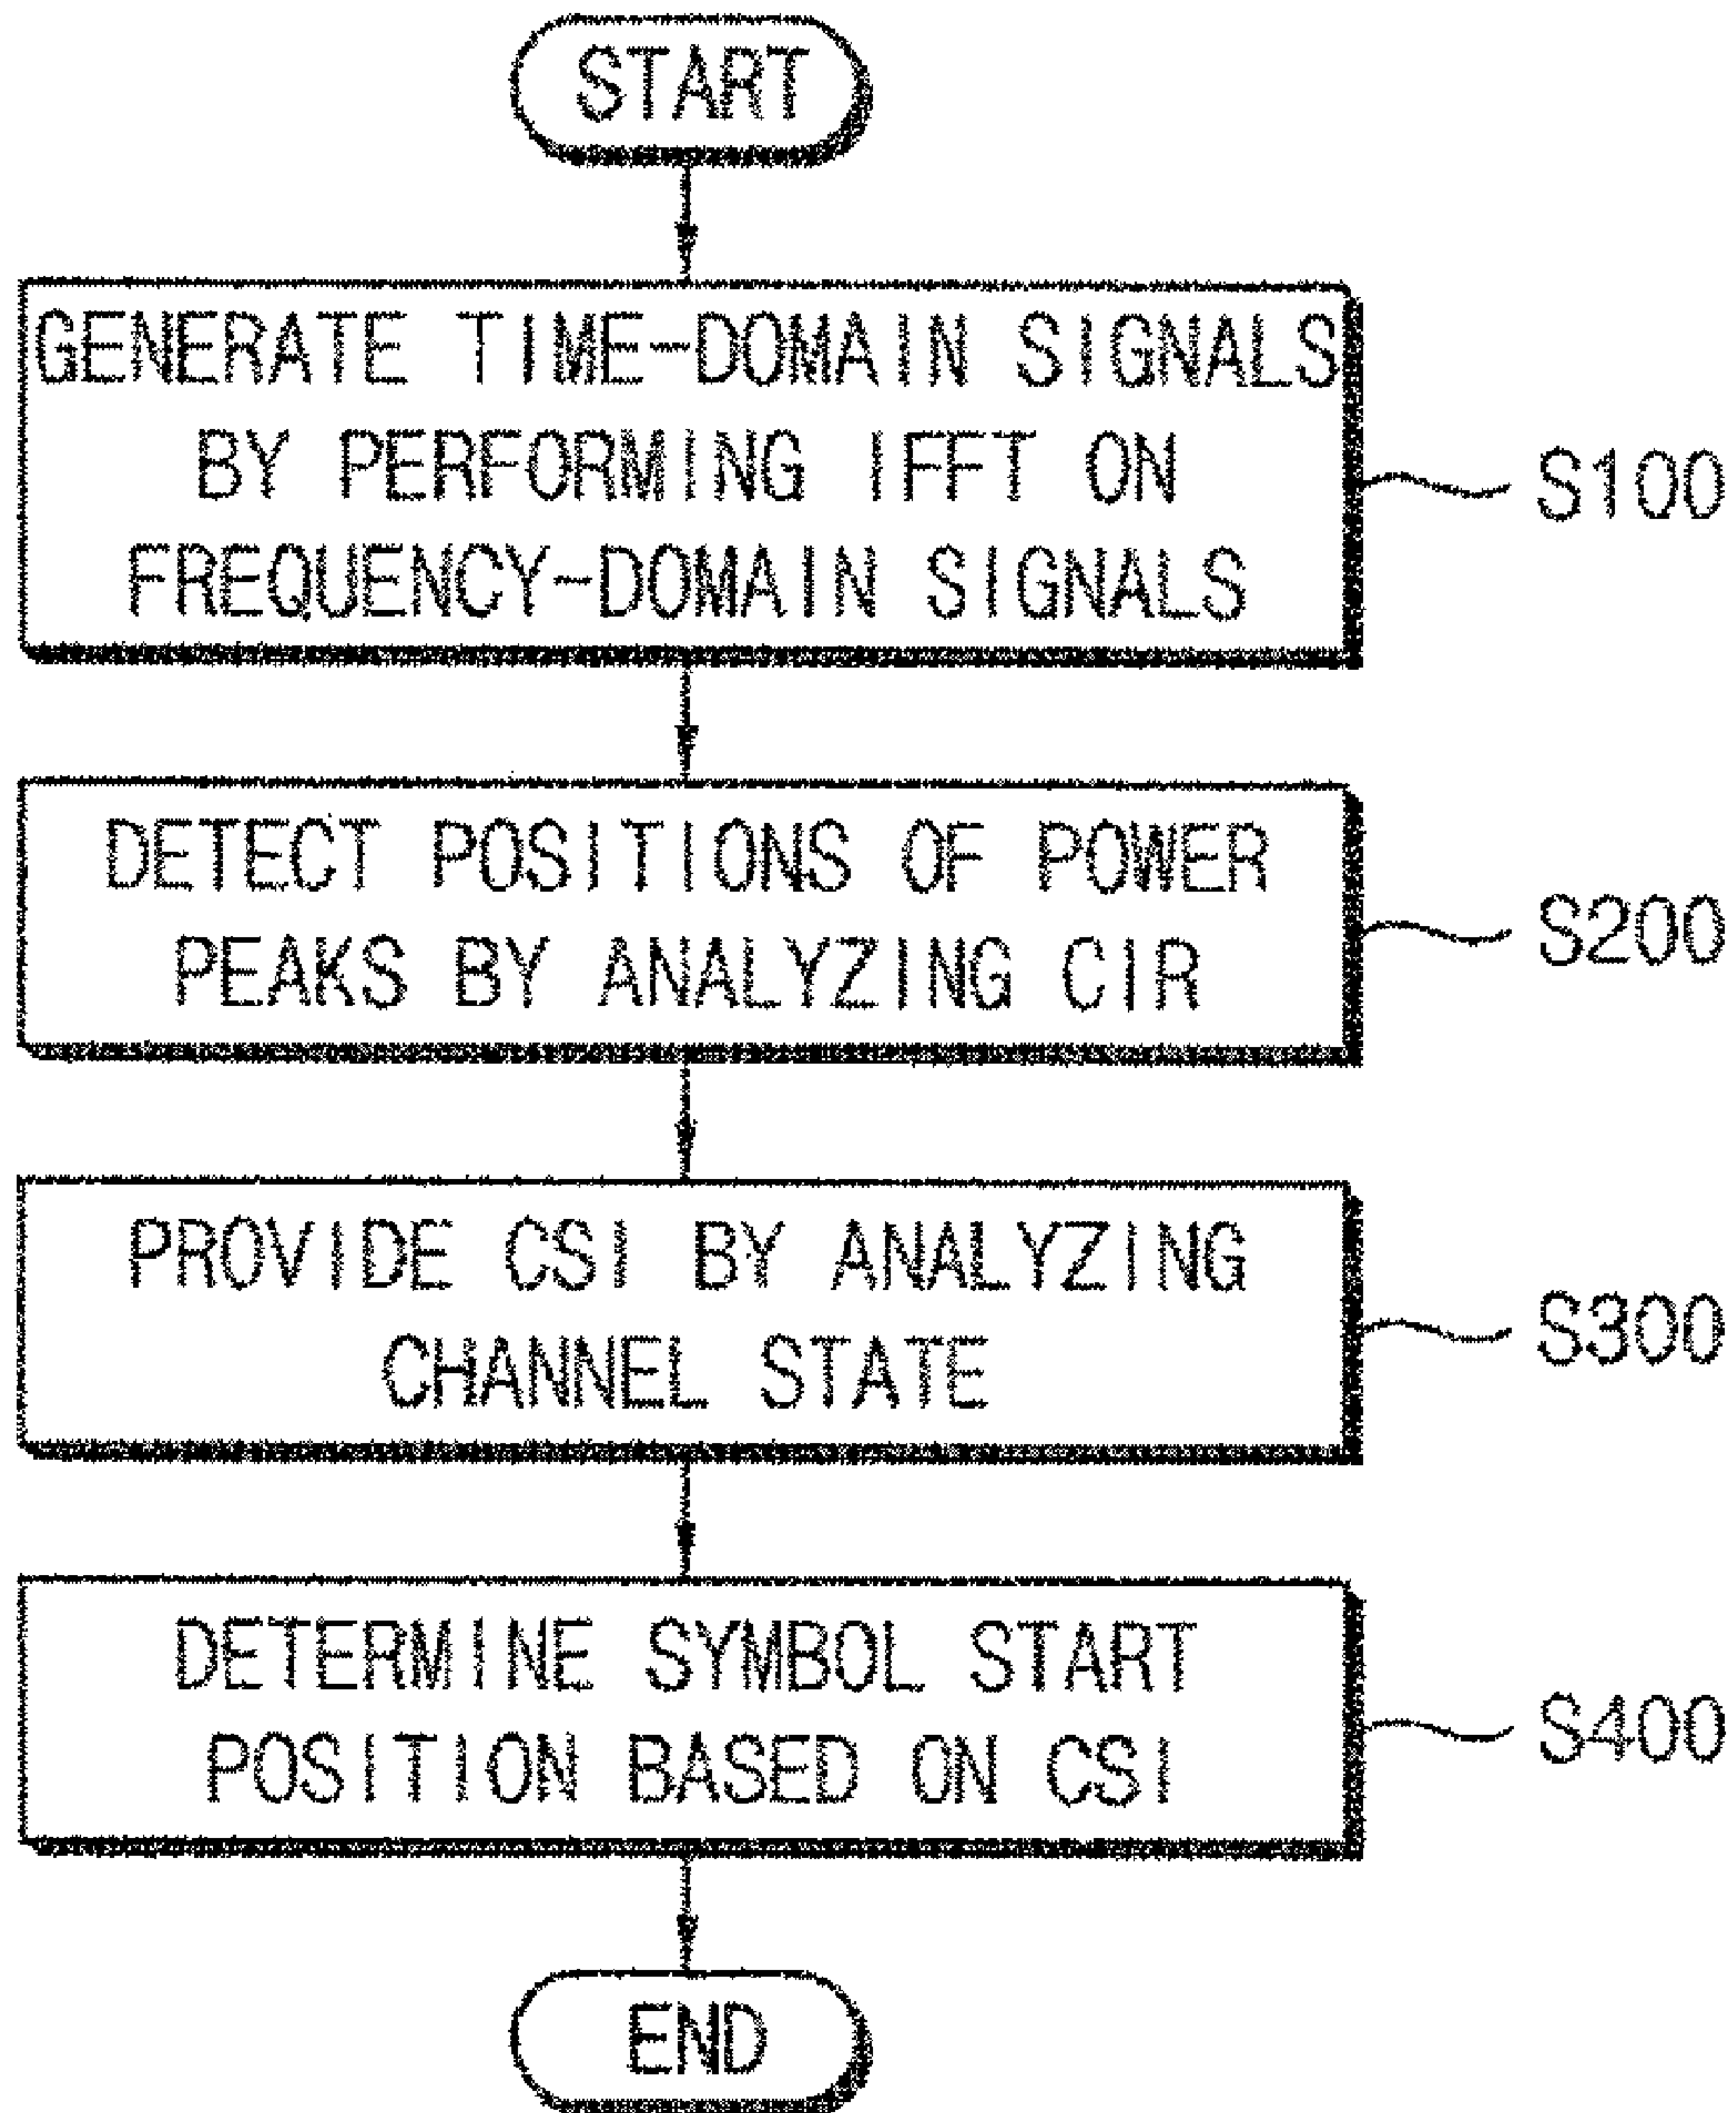 START
GENERATE TIME-DOMAIN SIGNALS
BY PERFORMING IFFT ON
FREQUENCY-DOMAIN SIGNALS
S100
DETECT POSITIONS OF POWER
PEAKS BY ANALYZING CIR
S200
PROVIDE CSI BY ANALYZING
CHANNEL STATE
S300
DETERMINE SYMBOL START
POSITION BASED ON CSI
S400
END